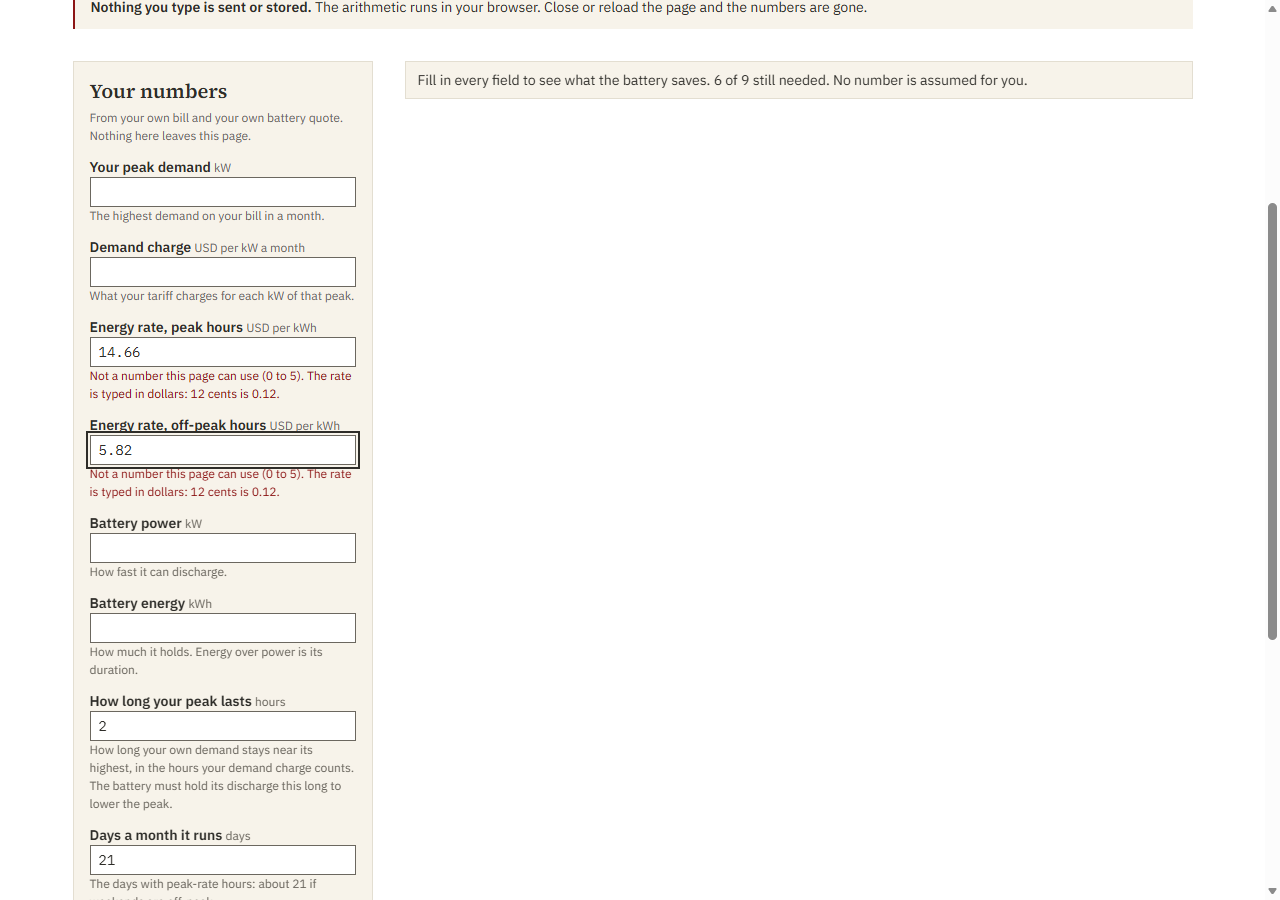 Nothing you type is sent or stored. The arithmetic runs in your browser. Close or reload the page and the numbers are gone.
Your numbers
From your own bill and your own battery quote.
Nothing here leaves this page.
Your peak demand kW
The highest demand on your bill in a month.
Demand charge USD per kW a month
What your tariff charges for each kW of that peak.
Energy rate, peak hours USD per kWh
14.66
Not a number this page can use (0 to 5). The rate
is typed in dollars: 12 cents is 0.12.
Energy rate, off-peak hours USD per kWh
5.82
Not a number this page can use (0 to 5). The rate
is typed in dollars: 12 cents is 0.12.
Battery power kW
How fast it can discharge.
Battery energy kWh
How much it holds. Energy over power is its
duration.
How long your peak lasts hours
2
How long your own demand stays near its
highest, in the hours your demand charge counts.
The battery must hold its discharge this long to
lower the peak.
Days a month it runs days
21
The days with peak-rate hours: about 21 if
Fill in every field to see what the battery saves. 6 of 9 still needed. No number is assumed for you.